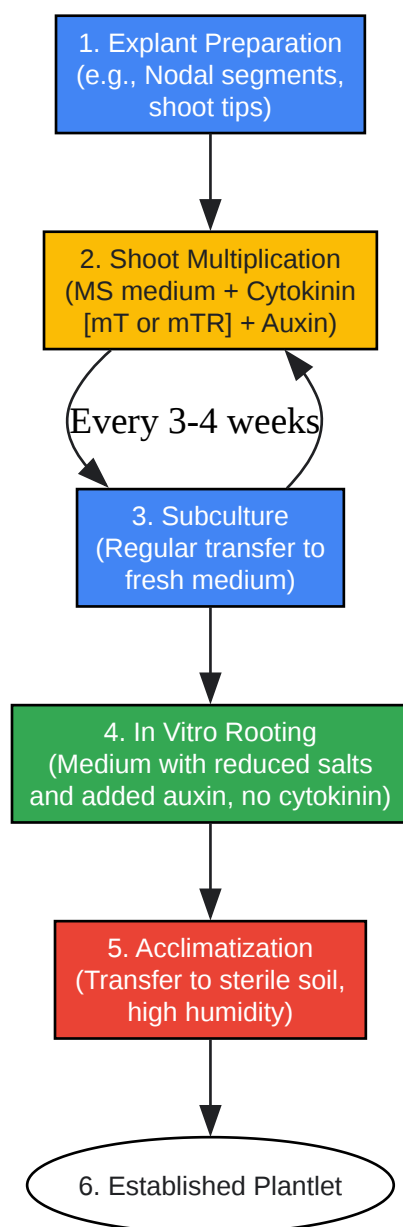 1. Explant Preparation
(e.g., Nodal segments,
shoot tips)
2. Shoot Multiplication
(MS medium + Cytokinin
[mT or mTR] + Auxin)
Every 3-4 weeks
3. Subculture
(Regular transfer to
fresh medium)
4. In Vitro Rooting
(Medium with reduced salts
and added auxin, no cytokinin)
5. Acclimatization
(Transfer to sterile soil,
high humidity)
6. Established Plantlet